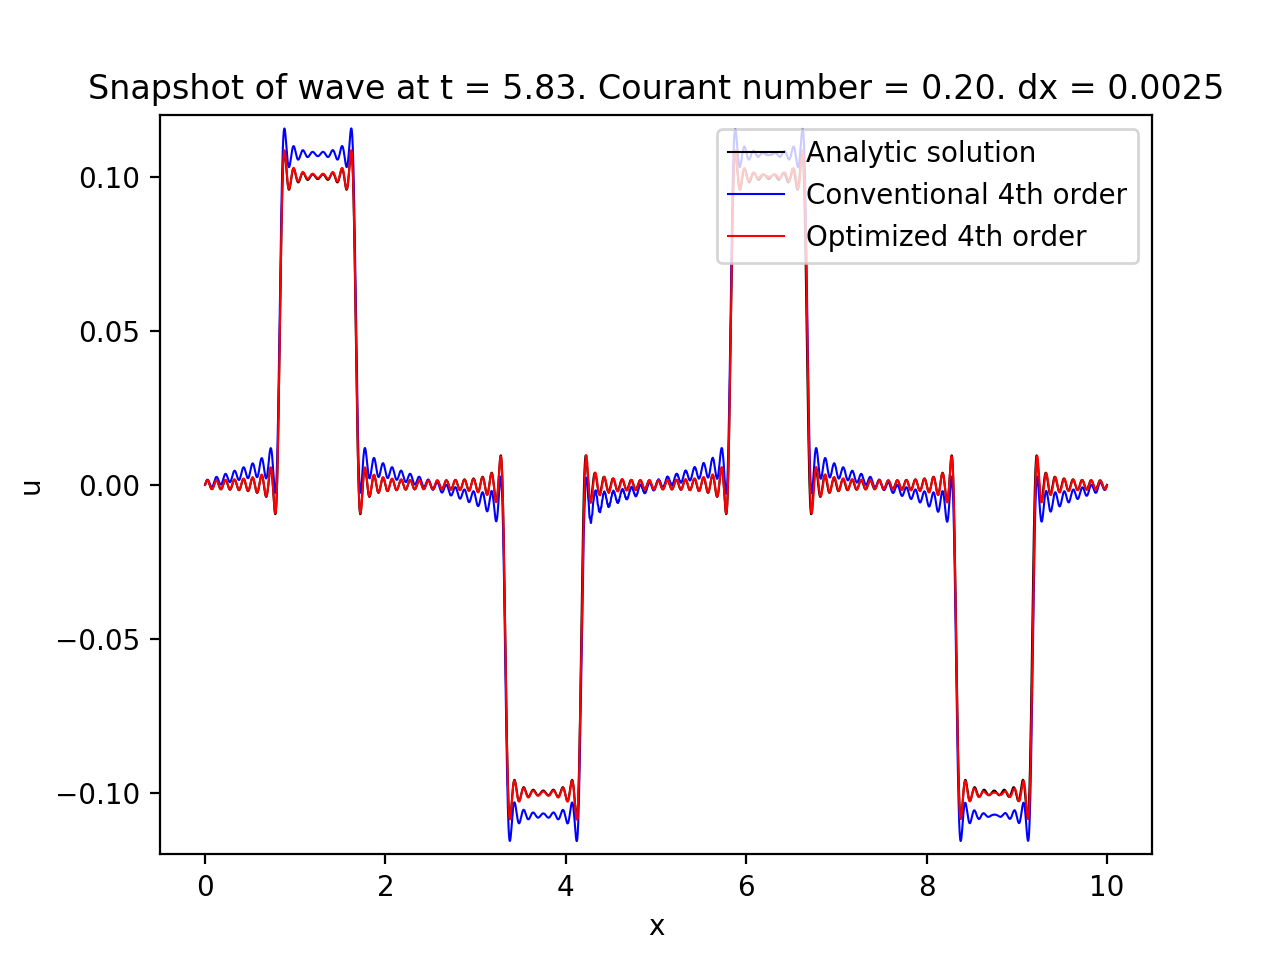 Snapshot of wave at t = 5.83. Courant number = 0.20. dx = 0.0025
Analytic solution
Conventional 4th order
Optimized 4th order
0.10
0.05
0.00
−0.05
−0.10
u
0 2 4 6 8 10
x